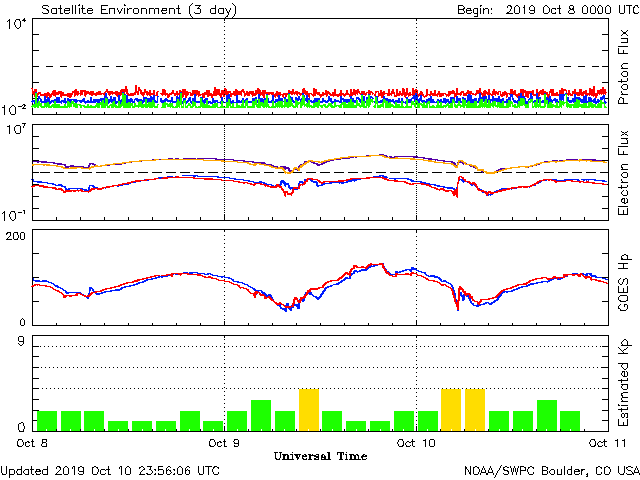 Satellite Environment (3 day)
Begin: 2019 Oct 8 0000 UTC
10^4
10^-2
Proton Flux
10^7
10^-1
Electron Flux
200
0
GOES Hp
9
0
Estimated Kp
Oct 8
Oct 9
Oct 10
Oct 11
Universal Time
Updated 2019 Oct 10 23:56:06 UTC
NOAA/SWPC Boulder, CO USA